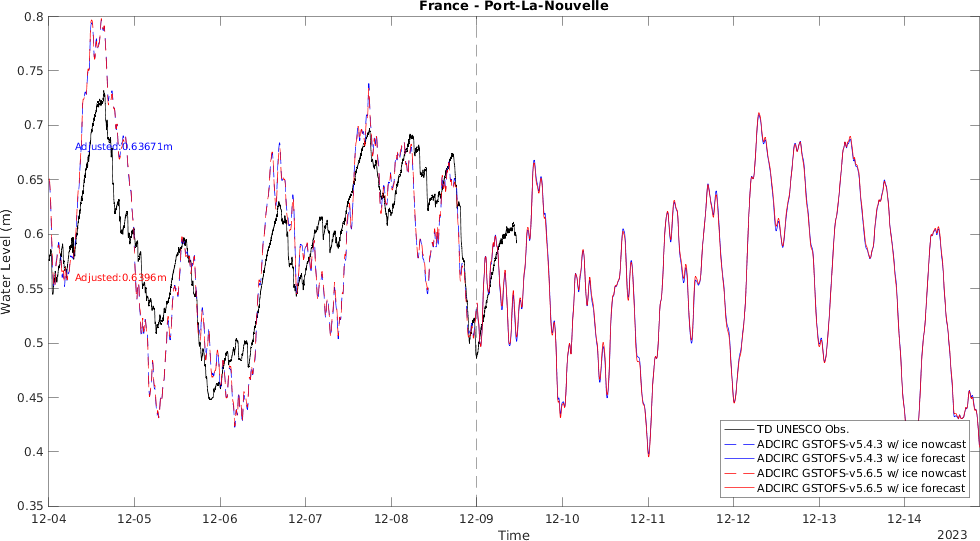 France - Port-La-Nouvelle
0.8
0.75
0.7
0.65
0.6
0.55
0.5
0.45
0.4
0.35
Water Level (m)
Adjusted:0.63671m
Adjusted:0.6396m
TD UNESCO Obs.
ADCIRC GSTOFS-v5.4.3 w/ ice nowcast
ADCIRC GSTOFS-v5.4.3 w/ ice forecast
ADCIRC GSTOFS-v5.6.5 w/ ice nowcast
ADCIRC GSTOFS-v5.6.5 w/ ice forecast
12-04 12-05 12-06 12-07 12-08 12-09 12-10 12-11 12-12 12-13 12-14
Time
2023